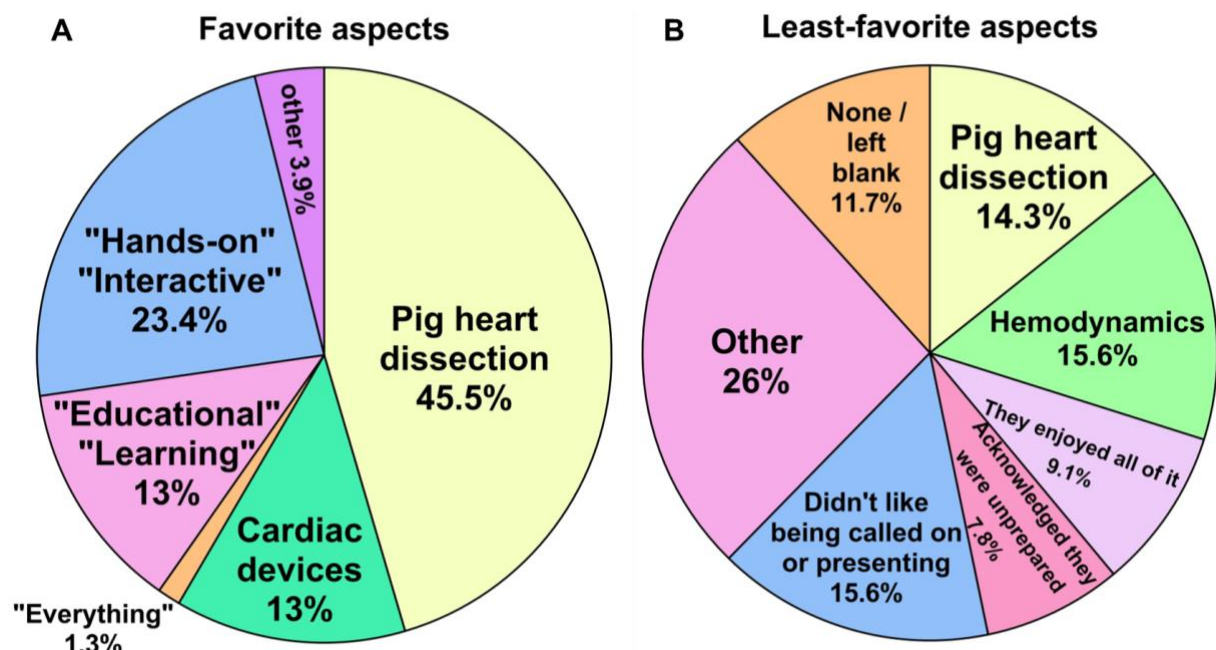 A
Favorite aspects
other 3.9%
"Hands-on"
"Interactive"
23.4%
Pig heart
dissection
45.5%
"Educational"
"Learning"
13%
Cardiac
devices
13%
"Everything"
1.3%
B
Least-favorite aspects
None /
left
blank
11.7%
Pig heart
dissection
14.3%
Hemodynamics
15.6%
Other
26%
They enjoyed all of it
9.1%
Acknowledged they
were unprepared
7.8%
Didn't like
being called on
or presenting
15.6%